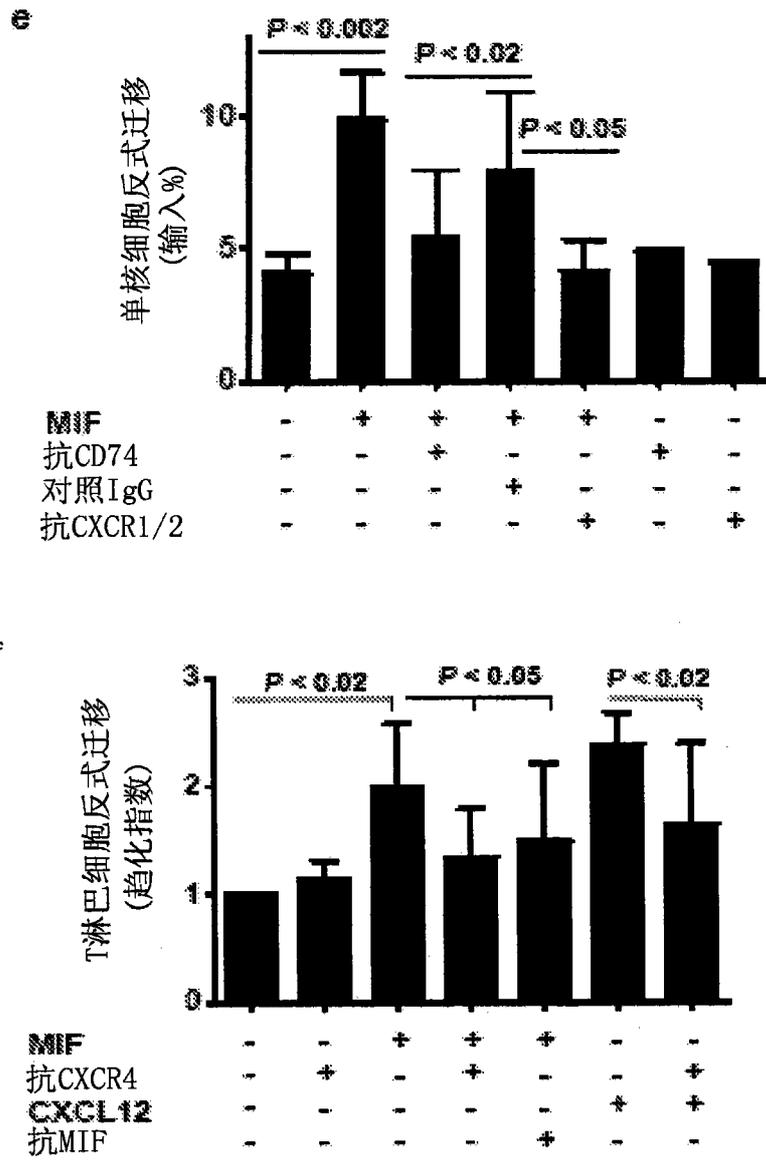 e
P < 0.002
P < 0.02
P < 0.05
10
5
0
单核细胞反式迁移
(输入%)
MIF - + + + + - -
抗CD74 - - + - - + -
对照IgG - - - + - - -
抗CXCR1/2 - - - - + - +
P < 0.02
P < 0.05
P < 0.02
3
2
1
0
T淋巴细胞反式迁移
(趋化指数)
MIF - - + + + - -
抗CXCR4 - + - + - - +
CXCL12 - - - - - + +
抗MIF - - - - + - -